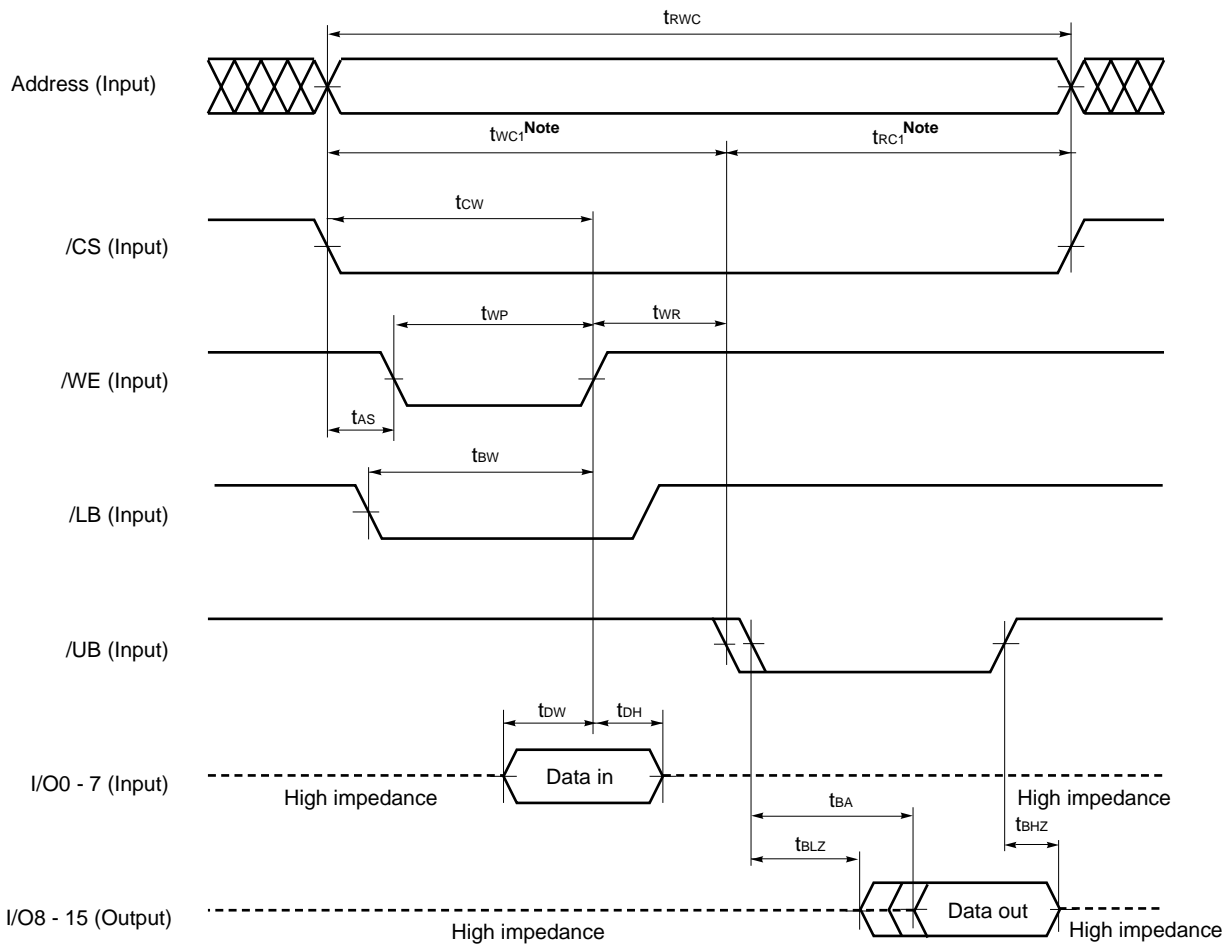 tRWC
Address (Input)
tWC1Note
tRC1Note
tCW
/CS (Input)
tWP
tWR
/WE (Input)
tAS
tBW
/LB (Input)
/UB (Input)
tDW
tDH
I/O0 - 7 (Input)
Data in
High impedance
High impedance
tBA
tBHZ
tBLZ
I/O8 - 15 (Output)
Data out
High impedance
High impedance